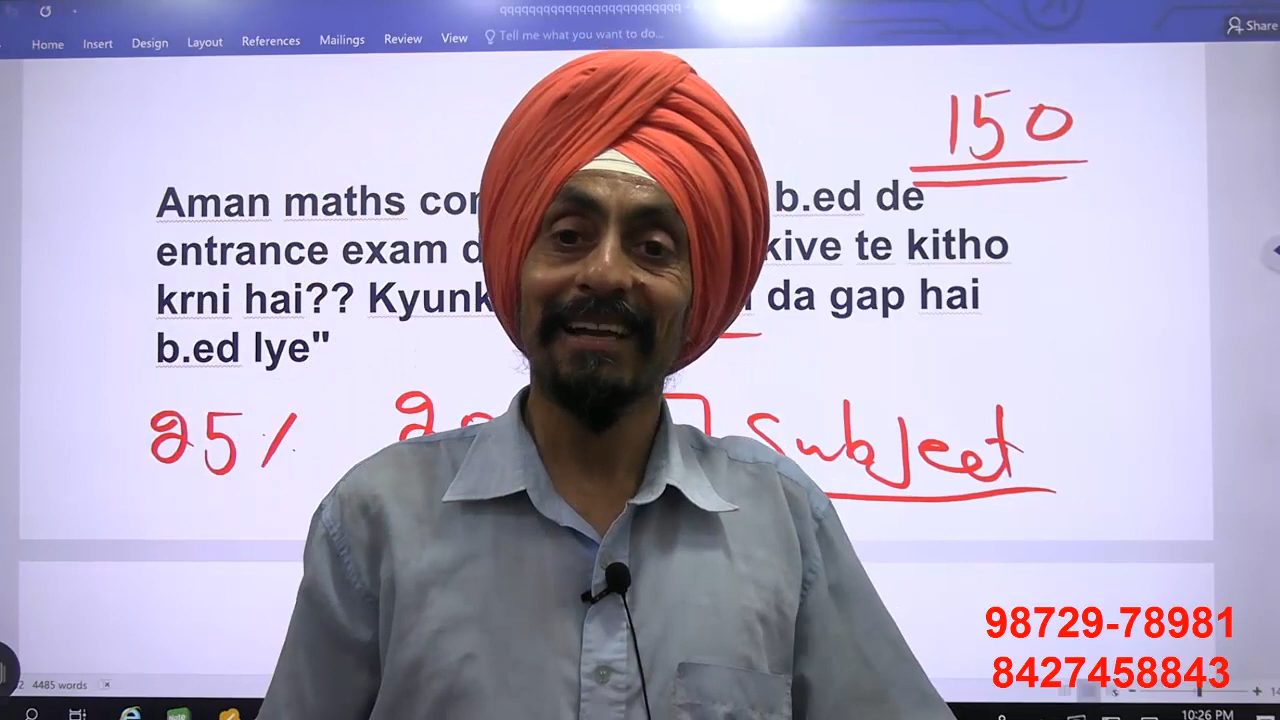 qqqqqqqqqqqqqqqqqqqqqqqqq
Home Insert Design Layout References Mailings Review View Tell me what you want to do... Share
150
Aman maths b.ed de
entrance exam kive te kitho
krni hai?? da gap hai
b.ed lye"
25% Subject
98729-78981
8427458843
4485 words
10:26 PM